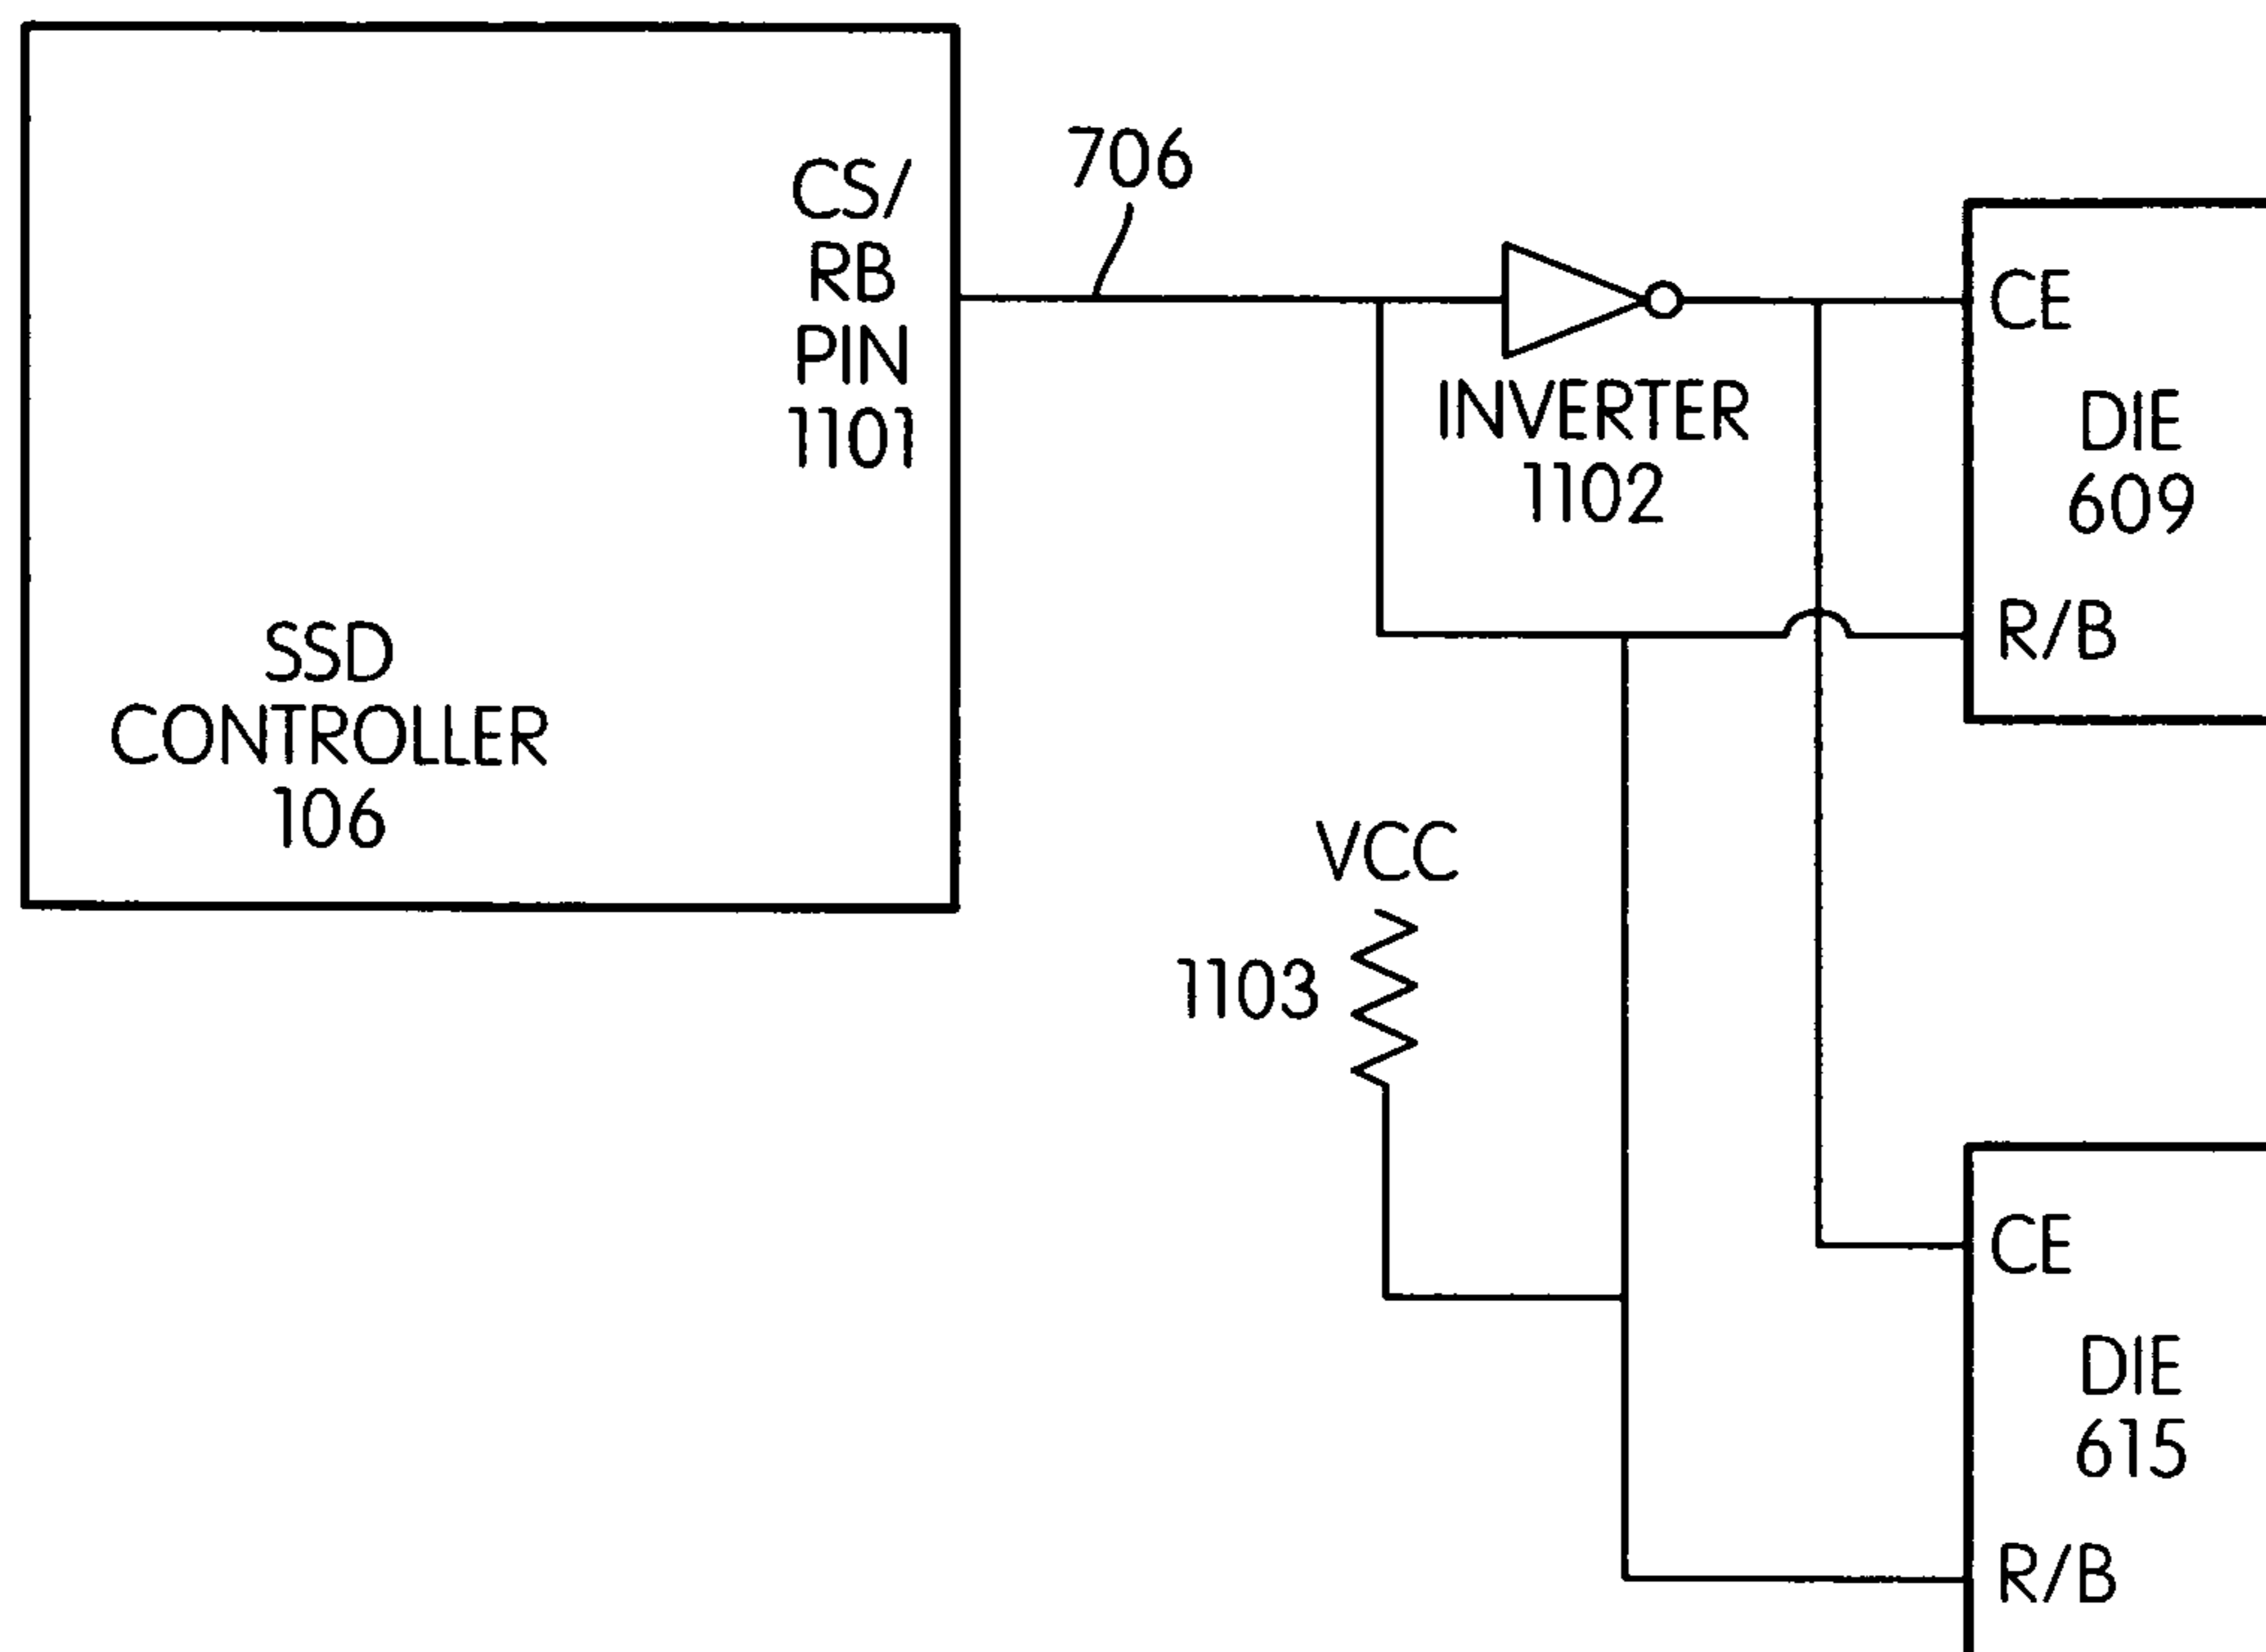 CS/
RB
PIN
1101
SSD
CONTROLLER
106
706
INVERTER
1102
CE
DIE
609
R/B
VCC
1103
CE
DIE
615
R/B